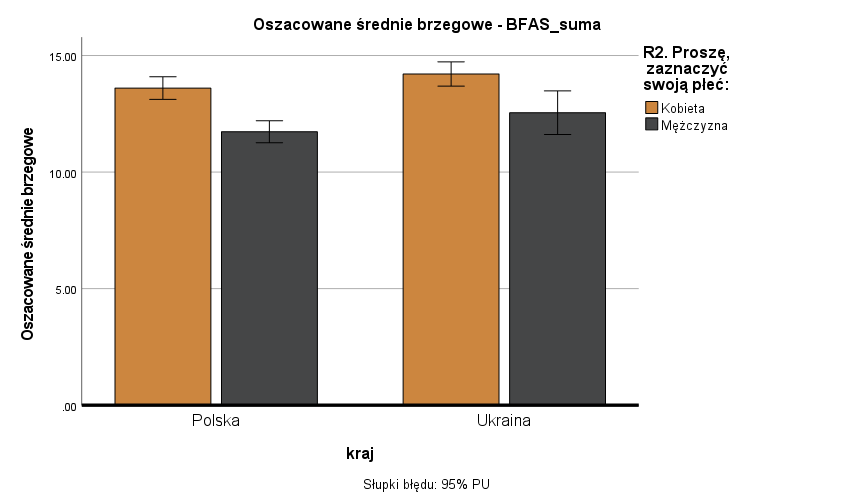 Oszacowane średnie brzegowe - BFAS_suma
R2. Proszę,
zaznaczyć
swoją płeć:
Kobieta
Mężczyzna
Oszacowane średnie brzegowe
15.00
10.00
5.00
.00
Polska
Ukraina
kraj
Słupki błędu: 95% PU